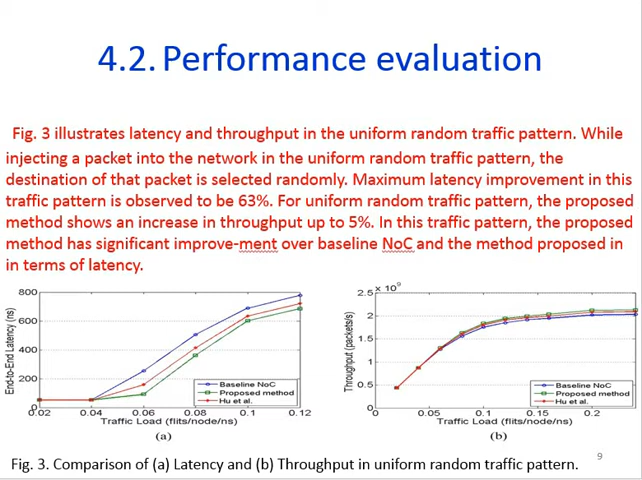 4.2. Performance evaluation
Fig. 3 illustrates latency and throughput in the uniform random traffic pattern. While
injecting a packet into the network in the uniform random traffic pattern, the
destination of that packet is selected randomly. Maximum latency improvement in this
traffic pattern is observed to be 63%. For uniform random traffic pattern, the proposed
method shows an increase in throughput up to 5%. In this traffic pattern, the proposed
method has significant improve-ment over baseline NoC and the method proposed in
in terms of latency.
800
600
400
200
0
0.02 0.04 0.06 0.08 0.1 0.12
End-to-End Latency (ns)
Traffic Load (flits/node/ns)
Baseline NoC
Proposed method
Hu et al.
(a)
x 10⁹
2.5
2
1.5
1
0.5
0
0 0.05 0.1 0.15 0.2
Throughput (packets/s)
Traffic Load (flits/node/ns)
Baseline NoC
Proposed method
Hu et al.
(b)
9
Fig. 3. Comparison of (a) Latency and (b) Throughput in uniform random traffic pattern.